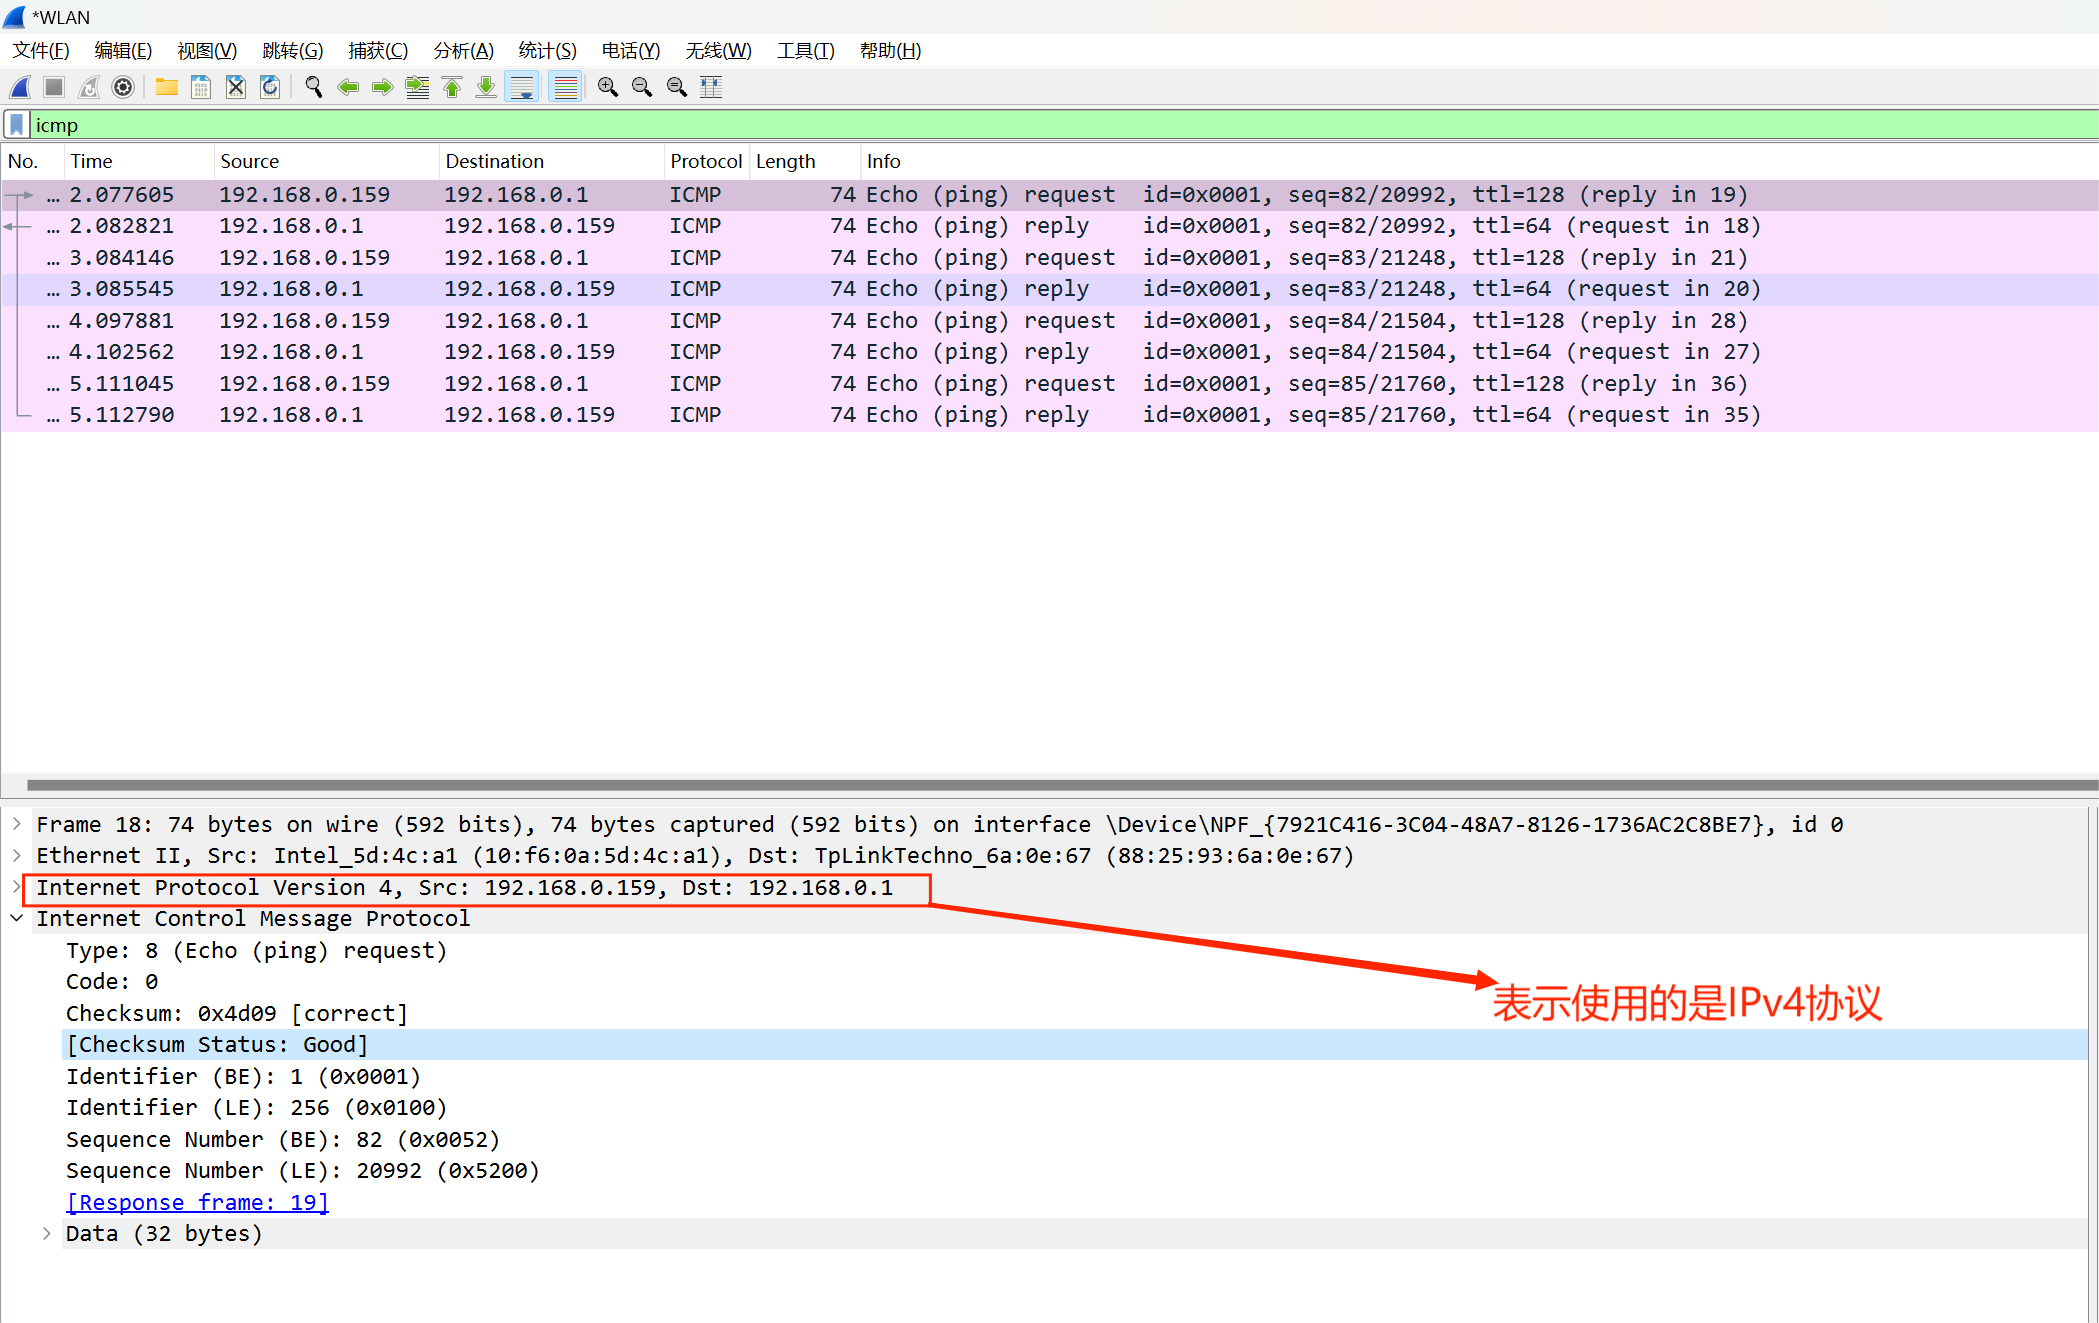 *WLAN
文件(F) 编辑(E) 视图(V) 跳转(G) 捕获(C) 分析(A) 统计(S) 电话(Y) 无线(W) 工具(T) 帮助(H)
icmp
No. Time Source Destination Protocol Length Info
… 2.077605 192.168.0.159 192.168.0.1 ICMP 74 Echo (ping) request id=0x0001, seq=82/20992, ttl=128 (reply in 19)
… 2.082821 192.168.0.1 192.168.0.159 ICMP 74 Echo (ping) reply id=0x0001, seq=82/20992, ttl=64 (request in 18)
… 3.084146 192.168.0.159 192.168.0.1 ICMP 74 Echo (ping) request id=0x0001, seq=83/21248, ttl=128 (reply in 21)
… 3.085545 192.168.0.1 192.168.0.159 ICMP 74 Echo (ping) reply id=0x0001, seq=83/21248, ttl=64 (request in 20)
… 4.097881 192.168.0.159 192.168.0.1 ICMP 74 Echo (ping) request id=0x0001, seq=84/21504, ttl=128 (reply in 28)
… 4.102562 192.168.0.1 192.168.0.159 ICMP 74 Echo (ping) reply id=0x0001, seq=84/21504, ttl=64 (request in 27)
… 5.111045 192.168.0.159 192.168.0.1 ICMP 74 Echo (ping) request id=0x0001, seq=85/21760, ttl=128 (reply in 36)
… 5.112790 192.168.0.1 192.168.0.159 ICMP 74 Echo (ping) reply id=0x0001, seq=85/21760, ttl=64 (request in 35)
Frame 18: 74 bytes on wire (592 bits), 74 bytes captured (592 bits) on interface \Device\NPF_{7921C416-3C04-48A7-8126-1736AC2C8BE7}, id 0
Ethernet II, Src: Intel_5d:4c:a1 (10:f6:0a:5d:4c:a1), Dst: TpLinkTechno_6a:0e:67 (88:25:93:6a:0e:67)
Internet Protocol Version 4, Src: 192.168.0.159, Dst: 192.168.0.1
Internet Control Message Protocol
Type: 8 (Echo (ping) request)
Code: 0
表示使用的是IPv4协议
Checksum: 0x4d09 [correct]
[Checksum Status: Good]
Identifier (BE): 1 (0x0001)
Identifier (LE): 256 (0x0100)
Sequence Number (BE): 82 (0x0052)
Sequence Number (LE): 20992 (0x5200)
[Response frame: 19]
Data (32 bytes)